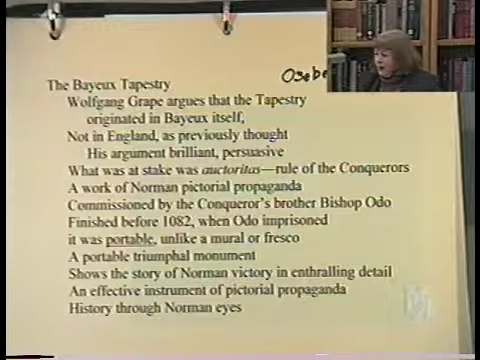 The Bayeux Tapestry
Wolfgang Grape argues that the Tapestry
originated in Bayeux itself,
Not in England, as previously thought
His argument brilliant, persuasive
What was at stake was auctoritas—rule of the Conquerors
A work of Norman pictorial propaganda
Commissioned by the Conqueror's brother Bishop Odo
Finished before 1082, when Odo imprisoned
it was portable, unlike a mural or fresco
A portable triumphal monument
Shows the story of Norman victory in enthralling detail
An effective instrument of pictorial propaganda
History through Norman eyes